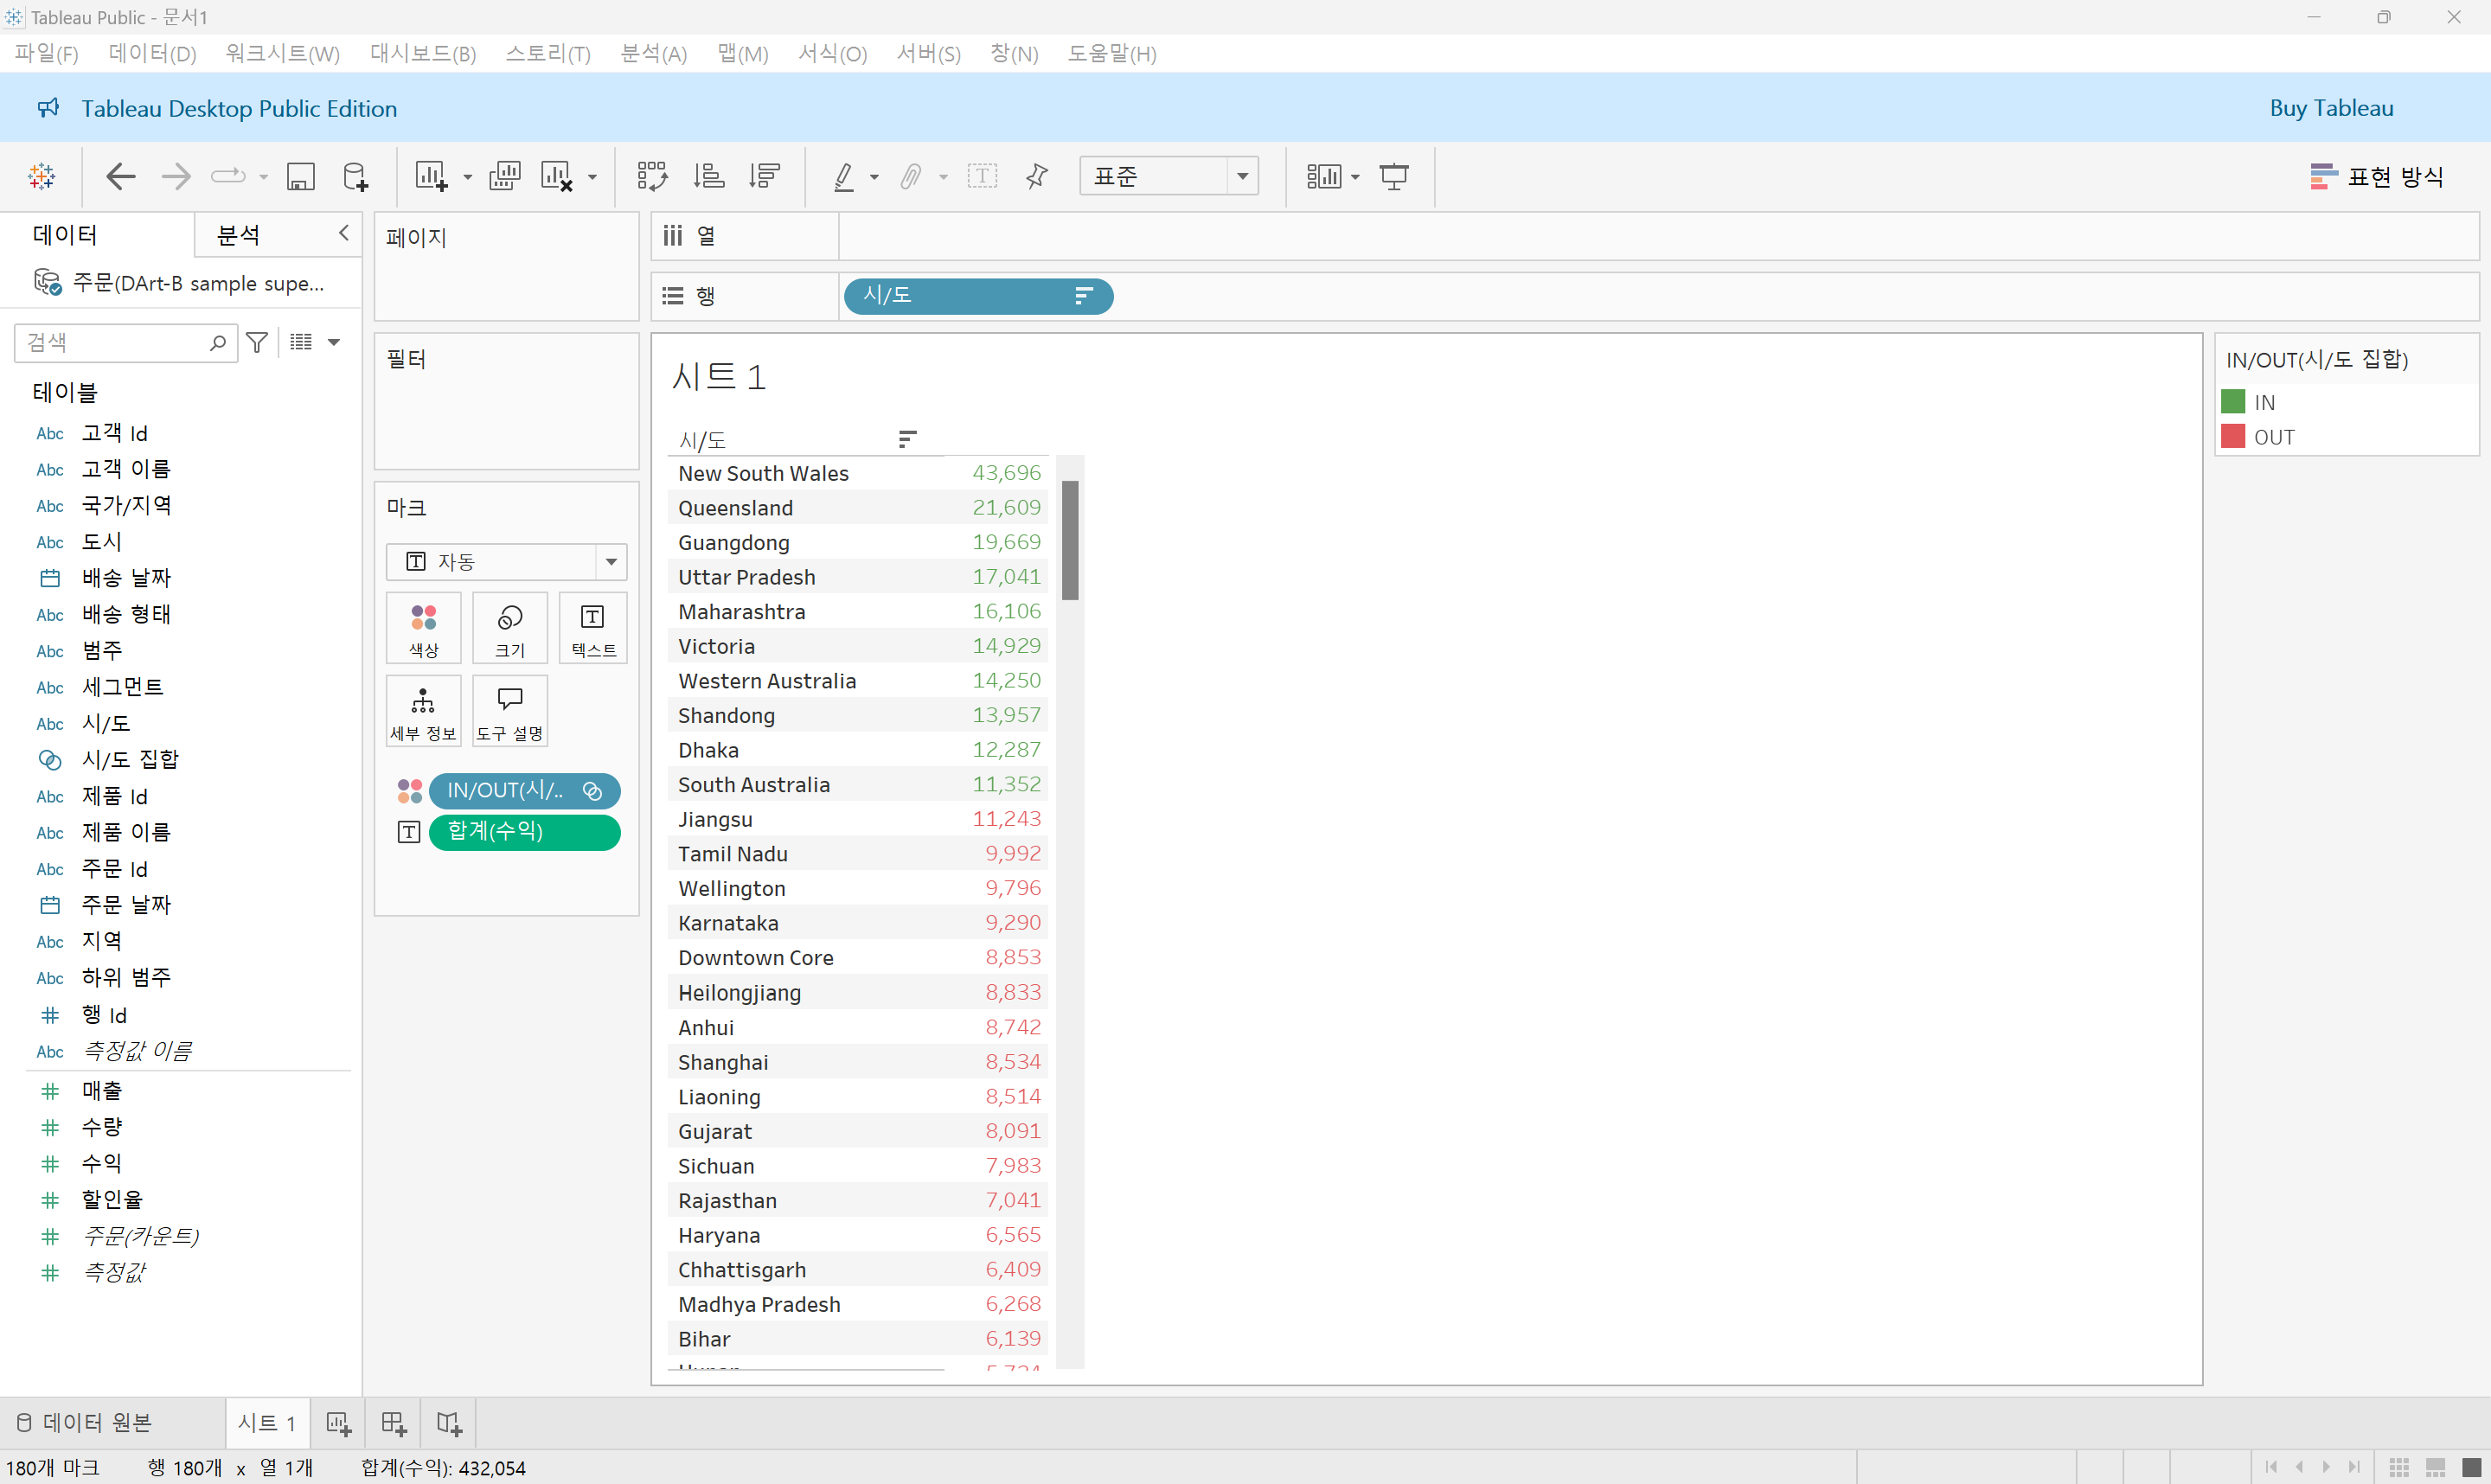 Tableau Public - 문서1
파일(F) 데이터(D) 워크시트(W) 대시보드(B) 스토리(T) 분석(A) 맵(M) 서식(O) 서버(S) 창(N) 도움말(H)
Tableau Desktop Public Edition
Buy Tableau
표준
표현 방식
데이터
분석
주문(DArt-B sample supe...
검색
테이블
Abc 고객 Id
Abc 고객 이름
Abc 국가/지역
Abc 도시
배송 날짜
Abc 배송 형태
Abc 범주
Abc 세그먼트
Abc 시/도
시/도 집합
Abc 제품 Id
Abc 제품 이름
Abc 주문 Id
주문 날짜
Abc 지역
Abc 하위 범주
# 행 Id
Abc 측정값 이름
# 매출
# 수량
# 수익
# 할인율
# 주문(카운트)
# 측정값
페이지
필터
마크
자동
색상
크기
텍스트
세부 정보
도구 설명
IN/OUT(시/..
합계(수익)
열
행
시/도
시트 1
시/도
New South Wales 43,696
Queensland 21,609
Guangdong 19,669
Uttar Pradesh 17,041
Maharashtra 16,106
Victoria 14,929
Western Australia 14,250
Shandong 13,957
Dhaka 12,287
South Australia 11,352
Jiangsu 11,243
Tamil Nadu 9,992
Wellington 9,796
Karnataka 9,290
Downtown Core 8,853
Heilongjiang 8,833
Anhui 8,742
Shanghai 8,534
Liaoning 8,514
Gujarat 8,091
Sichuan 7,983
Rajasthan 7,041
Haryana 6,565
Chhattisgarh 6,409
Madhya Pradesh 6,268
Bihar 6,139
IN/OUT(시/도 집합)
IN
OUT
데이터 원본
시트 1
180개 마크 행 180개 x 열 1개 합계(수익): 432,054